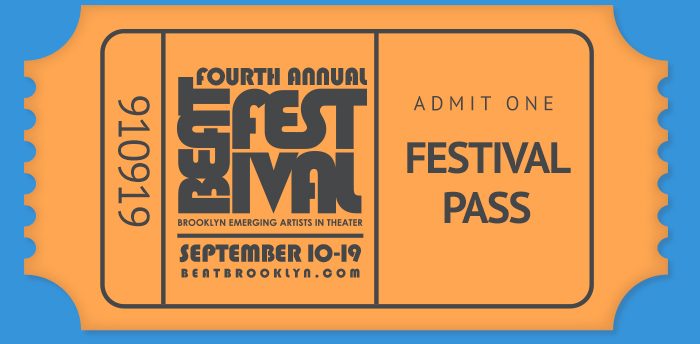 910919
FOURTH ANNUAL
BEAT
FEST
IVAL
BROOKLYN EMERGING ARTISTS IN THEATER
SEPTEMBER 10-19
BEATBROOKLYN.COM
ADMIT ONE
FESTIVAL
PASS